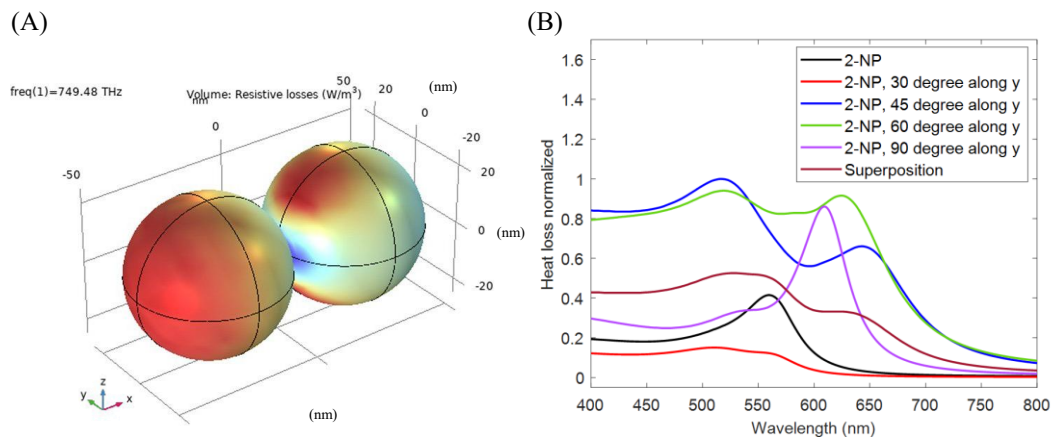 (A)
freq(1)=749.48 THz
Volume: Resistive losses (W/m³)
nm
0
50
20
(nm)
0
-20
-50
20
0
(nm)
-20
(nm)
z
y
x
(B)
1.6
1.4
1.2
1
0.8
0.6
0.4
0.2
0
Heat loss normalized
2-NP
2-NP, 30 degree along y
2-NP, 45 degree along y
2-NP, 60 degree along y
2-NP, 90 degree along y
Superposition
400 450 500 550 600 650 700 750 800
Wavelength (nm)